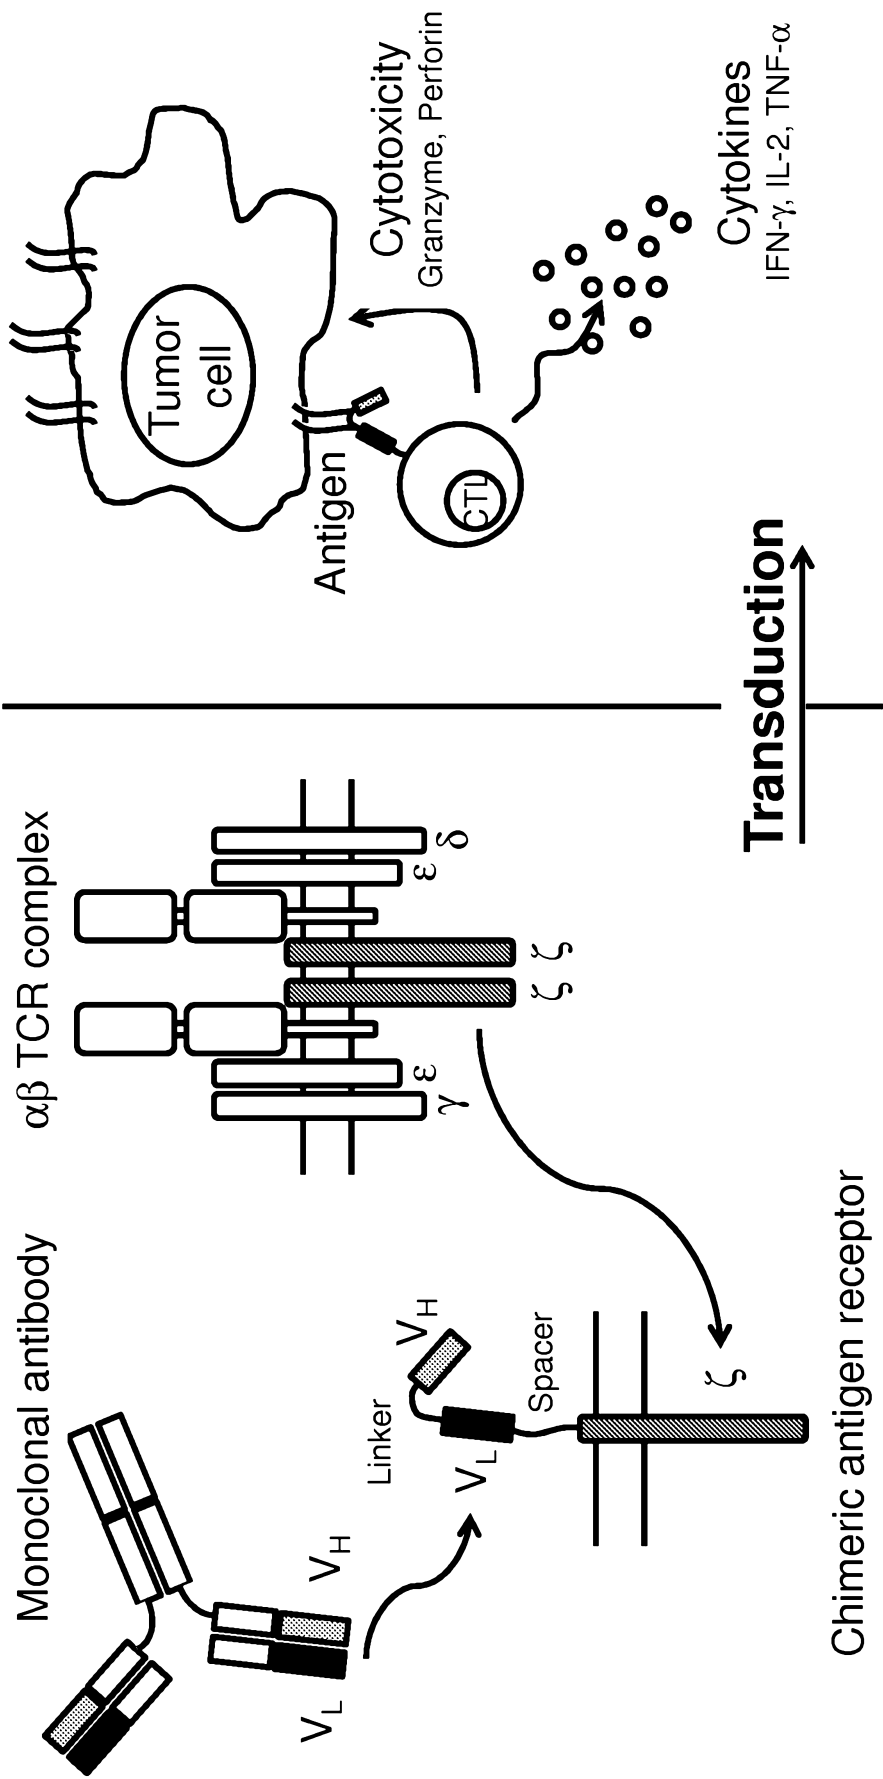 Monoclonal antibody
VL
VH
αβ TCR complex
γ
ε
ζ
ζ
ε
δ
Linker
VH
VL
Spacer
ζ
Chimeric antigen receptor
Transduction
Tumor
cell
Antigen
CTL
Cytotoxicity
Granzyme, Perforin
Cytokines
IFN-γ, IL-2, TNF-α